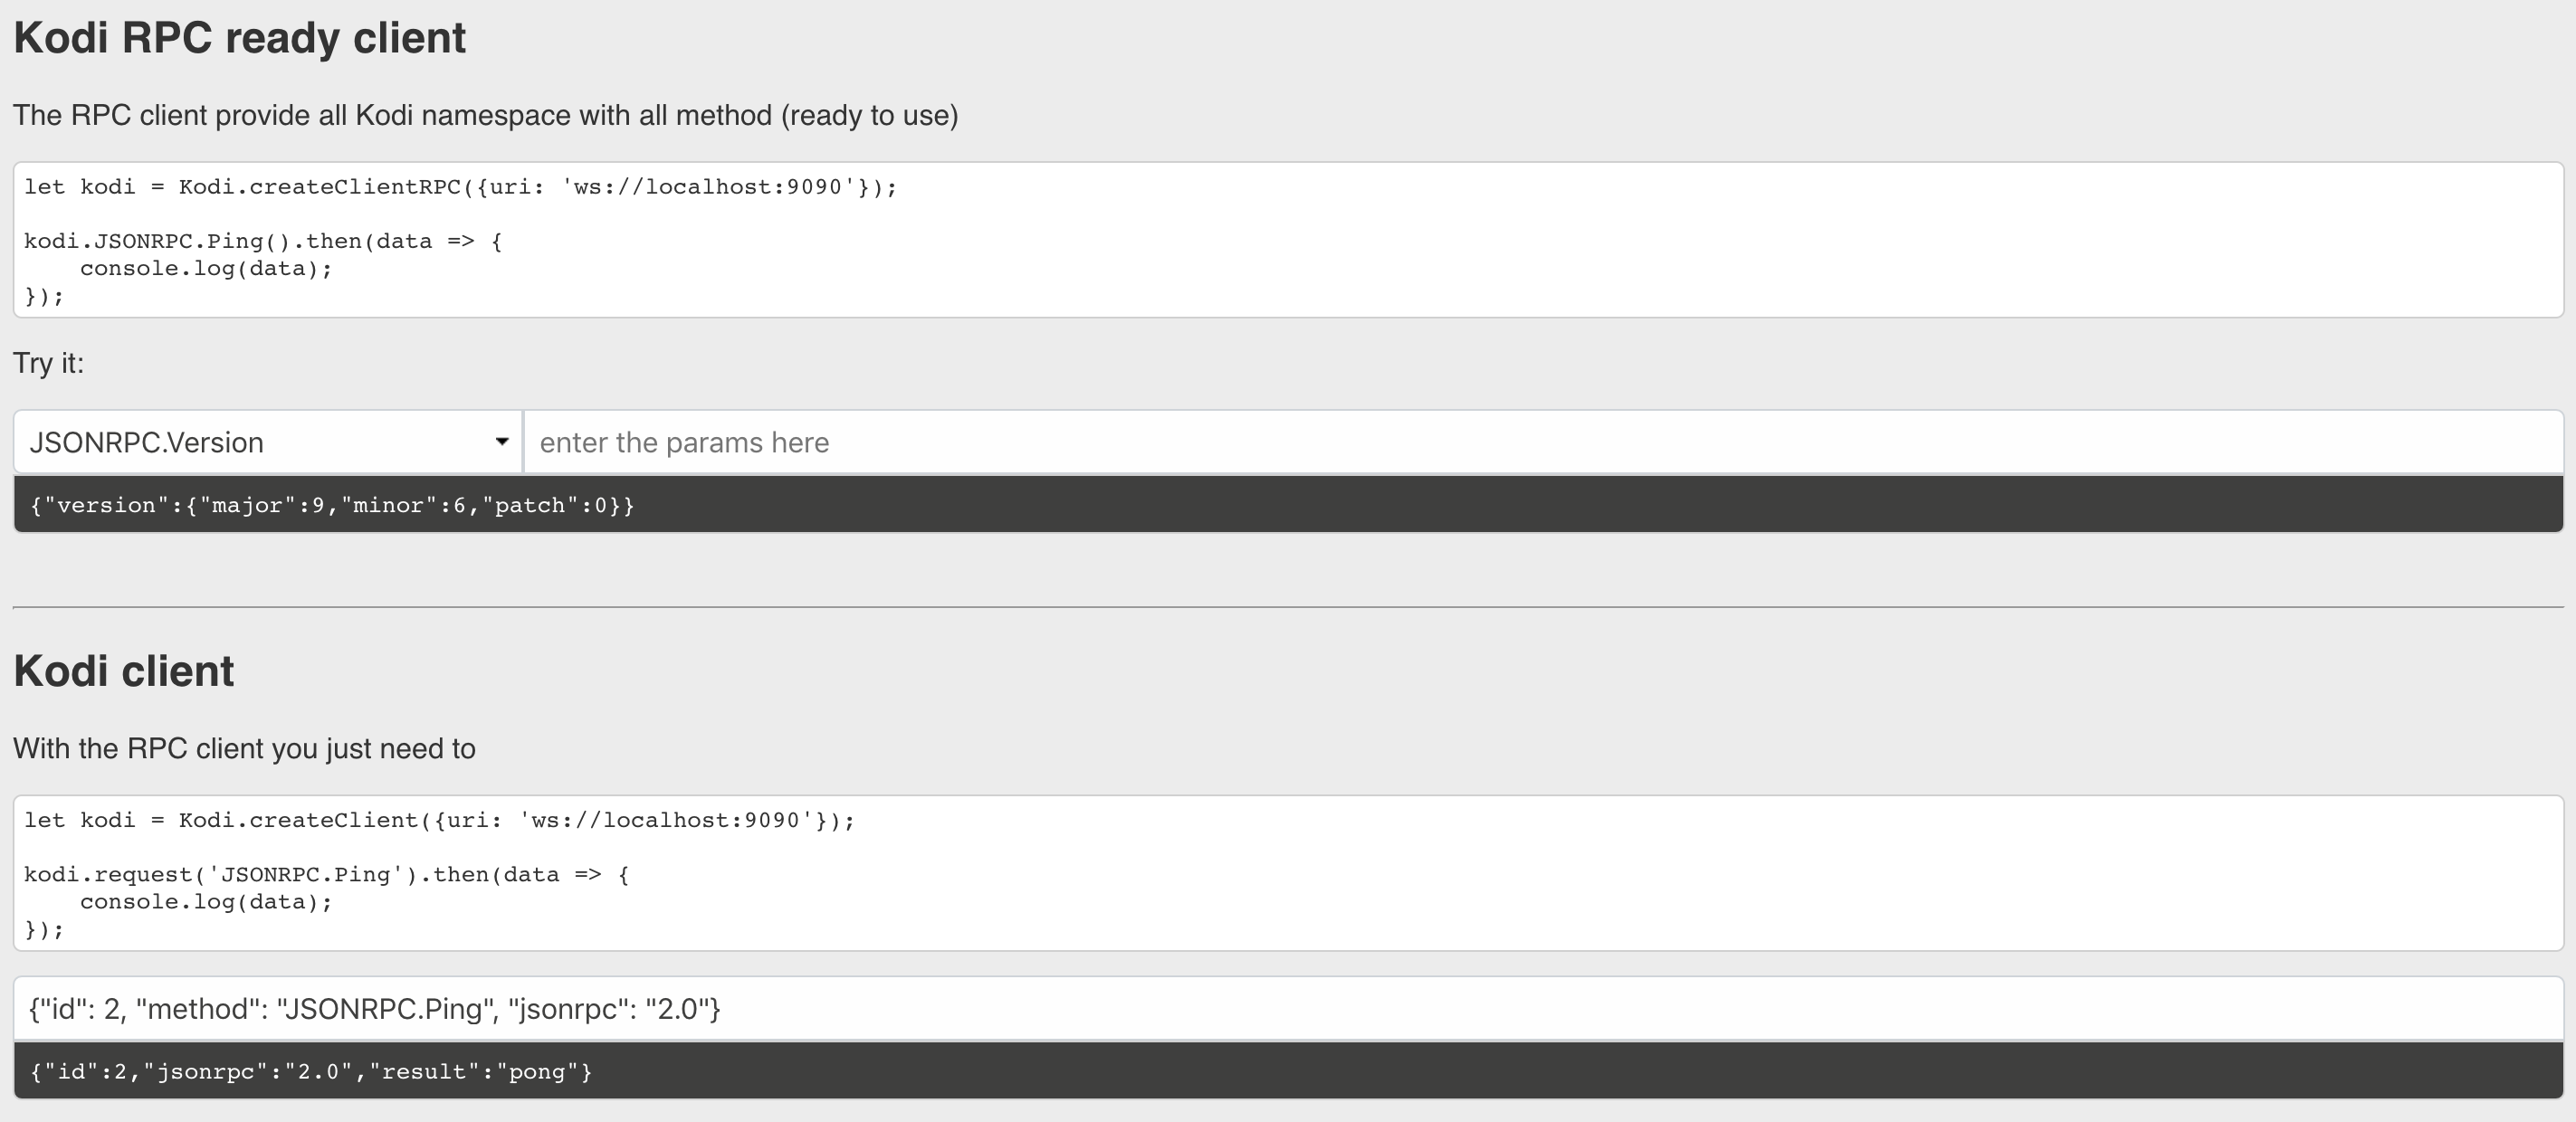 Kodi RPC ready client
The RPC client provide all Kodi namespace with all method (ready to use)
let kodi = Kodi.createClientRPC({uri: 'ws://localhost:9090'});
kodi.JSONRPC.Ping().then(data => {
    console.log(data);
});
Try it:
JSONRPC.Version
enter the params here
{"version":{"major":9,"minor":6,"patch":0}}
Kodi client
With the RPC client you just need to
let kodi = Kodi.createClient({uri: 'ws://localhost:9090'});
kodi.request('JSONRPC.Ping').then(data => {
    console.log(data);
});
{"id": 2, "method": "JSONRPC.Ping", "jsonrpc": "2.0"}
{"id":2,"jsonrpc":"2.0","result":"pong"}